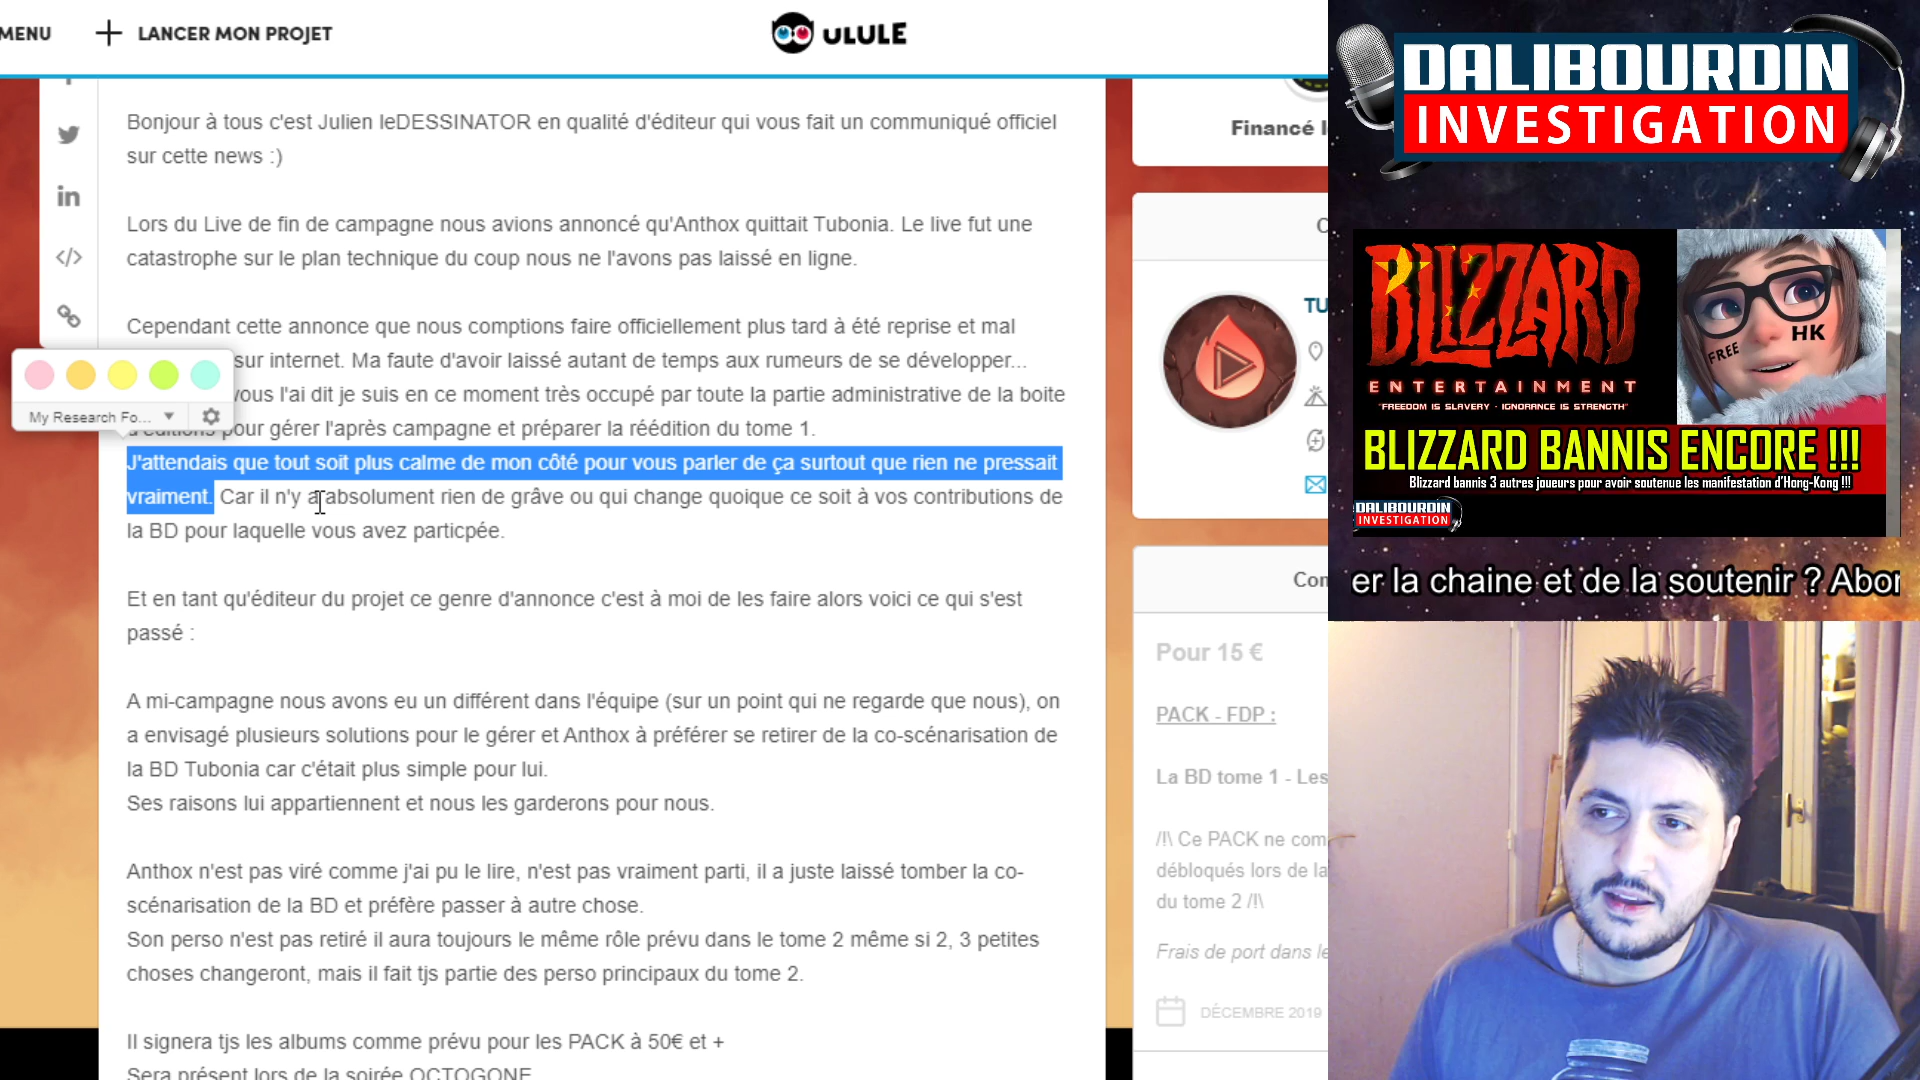 MENU
LANCER MON PROJET
ULULE
Bonjour à tous c'est Julien leDESSINATOR en qualité d'éditeur qui vous fait un communiqué officiel
sur cette news :)
Lors du Live de fin de campagne nous avions annoncé qu'Anthox quittait Tubonia. Le live fut une
catastrophe sur le plan technique du coup nous ne l'avons pas laissé en ligne.
Cependant cette annonce que nous comptions faire officiellement plus tard à été reprise et mal
sur internet. Ma faute d'avoir laissé autant de temps aux rumeurs de se développer...
vous l'ai dit je suis en ce moment très occupé par toute la partie administrative de la boite
d'éditions pour gérer l'après campagne et préparer la réédition du tome 1.
J'attendais que tout soit plus calme de mon côté pour vous parler de ça surtout que rien ne pressait
vraiment. Car il n'y a absolument rien de grâve ou qui change quoique ce soit à vos contributions de
la BD pour laquelle vous avez particpée.
Et en tant qu'éditeur du projet ce genre d'annonce c'est à moi de les faire alors voici ce qui s'est
passé :
A mi-campagne nous avons eu un différent dans l'équipe (sur un point qui ne regarde que nous), on
a envisagé plusieurs solutions pour le gérer et Anthox à préférer se retirer de la co-scénarisation de
la BD Tubonia car c'était plus simple pour lui.
Ses raisons lui appartiennent et nous les garderons pour nous.
Anthox n'est pas viré comme j'ai pu le lire, n'est pas vraiment parti, il a juste laissé tomber la co-
scénarisation de la BD et préfère passer à autre chose.
Son perso n'est pas retiré il aura toujours le même rôle prévu dans le tome 2 même si 2, 3 petites
choses changeront, mais il fait tjs partie des perso principaux du tome 2.
Il signera tjs les albums comme prévu pour les PACK à 50€ et +
Sera présent lors de la soirée OCTOGONE
My Research Fo...
Financé l
C
TU
Con
Pour 15 €
PACK - FDP :
La BD tome 1 - Les
/!\ Ce PACK ne com
débloqués lors de la
du tome 2 /!\
Frais de port dans le
DÉCEMBRE 2019
DALIBOURDIN
INVESTIGATION
BLIZZARD
ENTERTAINMENT
"FREEDOM IS SLAVERY - IGNORANCE IS STRENGTH"
FREE
HK
BLIZZARD BANNIS ENCORE !!!
Blizzard bannis 3 autres joueurs pour avoir soutenue les manifestation d'Hong-Kong !!!
DALIBOURDIN
INVESTIGATION
er la chaine et de la soutenir ? Abon